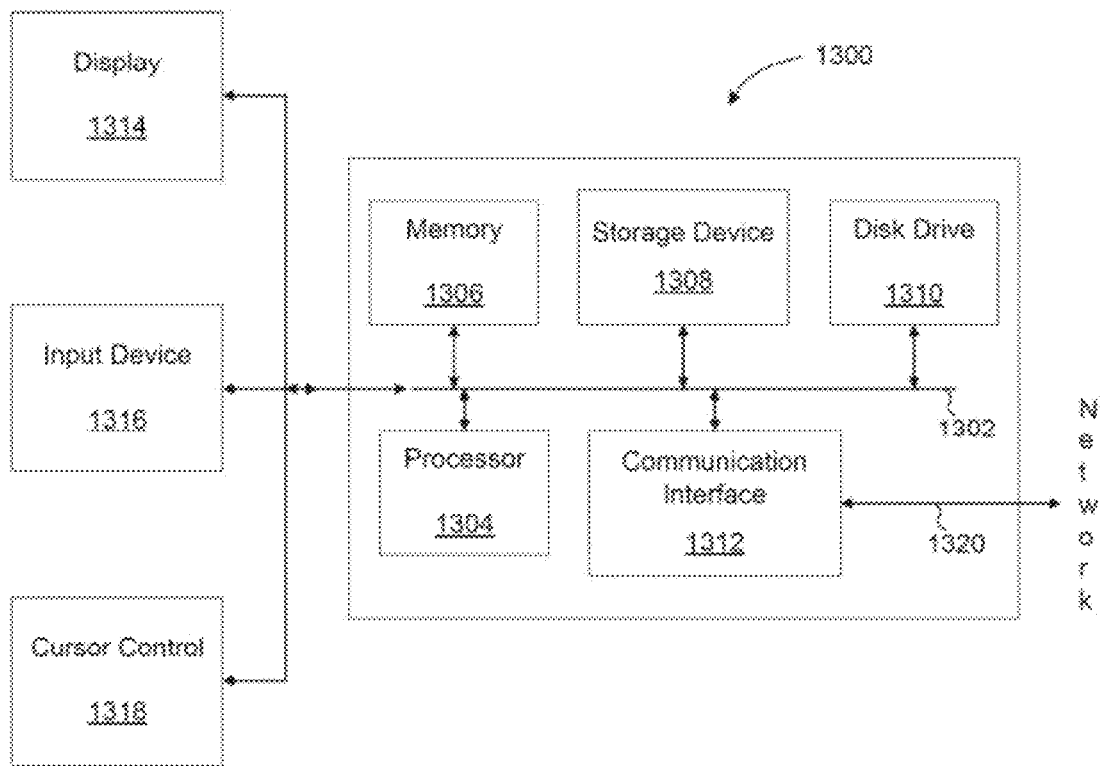 Display
1314
1300
Memory
1306
Storage Device
1308
Disk Drive
1310
Input Device
1316
1302
Processor
1304
Communication
Interface
1312
1320
Network
Cursor Control
1318